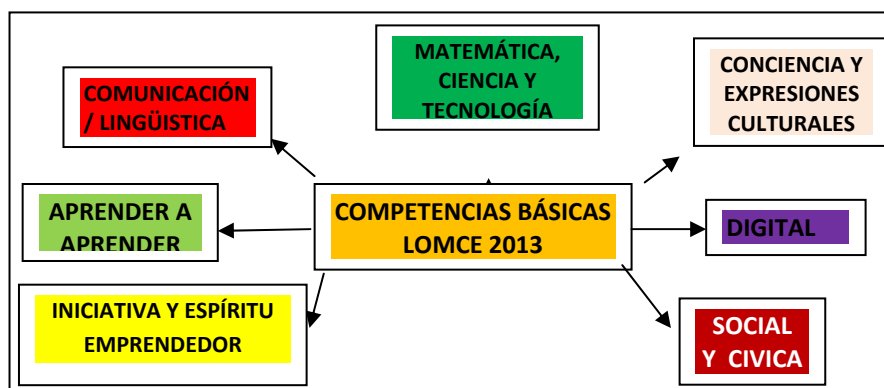 MATEMÁTICA,
CIENCIA Y
TECNOLOGÍA
CONCIENCIA Y
EXPRESIONES
CULTURALES
COMUNICACIÓN
/ LINGÜISTICA
APRENDER A
APRENDER
COMPETENCIAS BÁSICAS
LOMCE 2013
DIGITAL
INICIATIVA Y ESPÍRITU
EMPRENDEDOR
SOCIAL
Y CIVICA